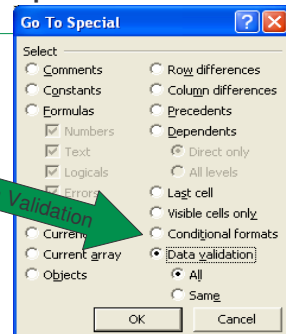 Go To Special
Select
Comments
Constants
Formulas
Numbers
Text
Logicals
Errors
Current array
Objects
Row differences
Column differences
Precedents
Dependents
Direct only
All levels
Last cell
Visible cells only
Conditional formats
Data validation
All
Same
Validation
OK
Cancel